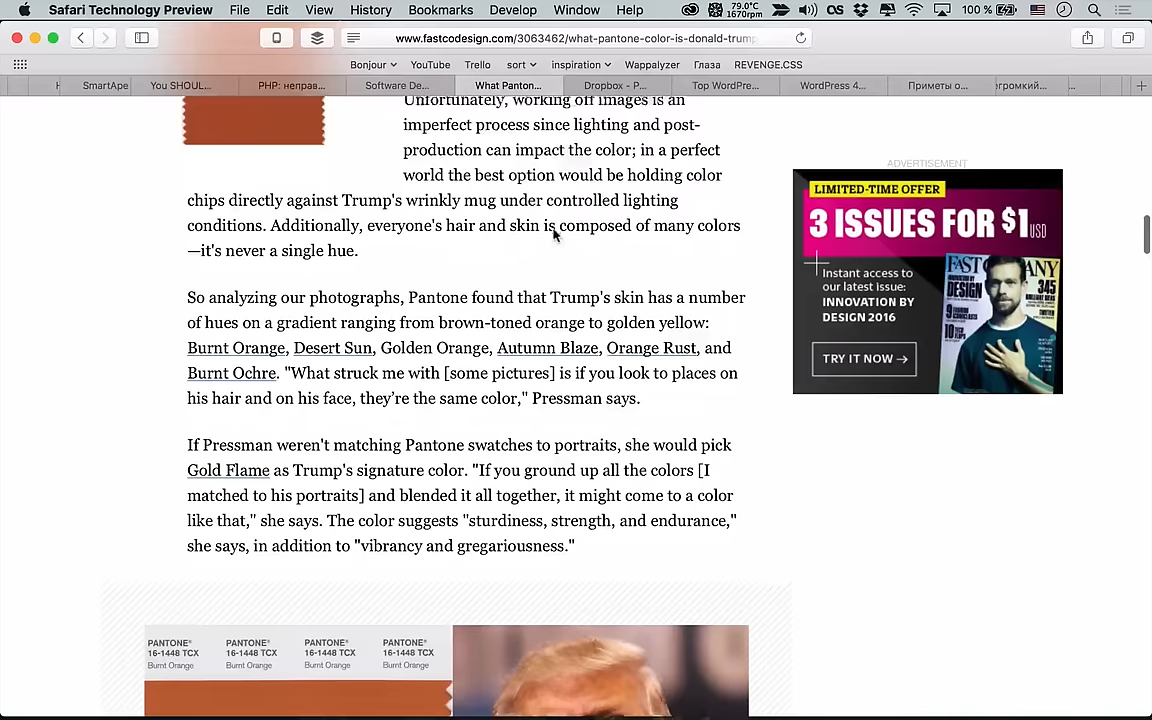 Safari Technology Preview File Edit View History Bookmarks Develop Window Help 79.0°C 1670rpm 100 %
www.fastcodesign.com/3063462/what-pantone-color-is-donald-trump
Bonjour YouTube Trello sort inspiration Wappalyzer Глаза REVENGE.CSS
SmartApe You SHOUL... PHP: неправ... Software De... What Panton... Dropbox - P... Top WordPre... WordPress 4... Приметы о... егромкий... ...
Unfortunately, working off images is an
imperfect process since lighting and post-
production can impact the color; in a perfect
world the best option would be holding color
chips directly against Trump's wrinkly mug under controlled lighting
conditions. Additionally, everyone's hair and skin is composed of many colors
—it's never a single hue.
So analyzing our photographs, Pantone found that Trump's skin has a number
of hues on a gradient ranging from brown-toned orange to golden yellow:
Burnt Orange, Desert Sun, Golden Orange, Autumn Blaze, Orange Rust, and
Burnt Ochre. "What struck me with [some pictures] is if you look to places on
his hair and on his face, they're the same color," Pressman says.
If Pressman weren't matching Pantone swatches to portraits, she would pick
Gold Flame as Trump's signature color. "If you ground up all the colors [I
matched to his portraits] and blended it all together, it might come to a color
like that," she says. The color suggests "sturdiness, strength, and endurance,"
she says, in addition to "vibrancy and gregariousness."
ADVERTISEMENT
LIMITED-TIME OFFER
3 ISSUES FOR $1 USD
Instant access to
our latest issue:
INNOVATION BY
DESIGN 2016
TRY IT NOW →
FAST ANY
DESIGN
345
PANTONE® PANTONE® PANTONE® PANTONE®
16-1448 TCX 16-1448 TCX 16-1448 TCX 16-1448 TCX
Burnt Orange Burnt Orange Burnt Orange Burnt Orange